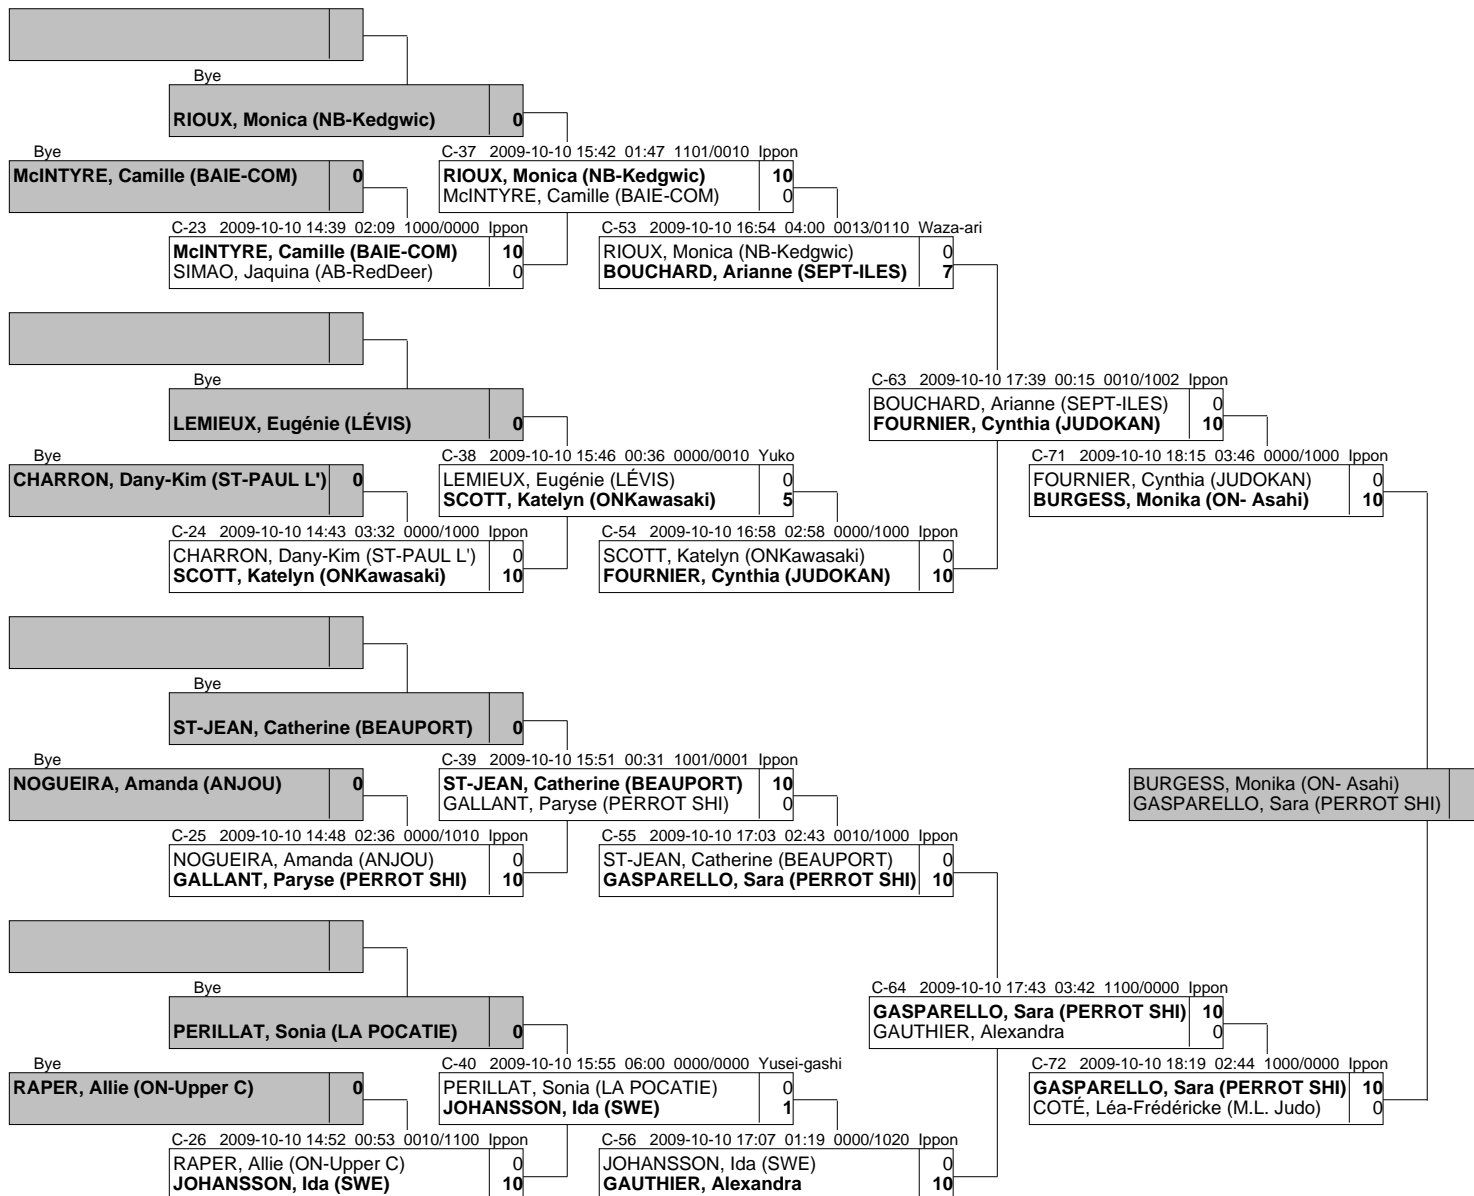 Bye
RIOUX, Monica (NB-Kedgwic) 0
Bye
McINTYRE, Camille (BAIE-COM) 0
C-37 2009-10-10 15:42 01:47 1101/0010 Ippon
RIOUX, Monica (NB-Kedgwic) 10
McINTYRE, Camille (BAIE-COM) 0
C-23 2009-10-10 14:39 02:09 1000/0000 Ippon
McINTYRE, Camille (BAIE-COM) 10
SIMAO, Jaquina (AB-RedDeer) 0
C-53 2009-10-10 16:54 04:00 0013/0110 Waza-ari
RIOUX, Monica (NB-Kedgwic) 0
BOUCHARD, Arianne (SEPT-ILES) 7
Bye
LEMIEUX, Eugénie (LÉVIS) 0
C-63 2009-10-10 17:39 00:15 0010/1002 Ippon
BOUCHARD, Arianne (SEPT-ILES) 0
FOURNIER, Cynthia (JUDOKAN) 10
Bye
CHARRON, Dany-Kim (ST-PAUL L') 0
C-38 2009-10-10 15:46 00:36 0000/0010 Yuko
LEMIEUX, Eugénie (LÉVIS) 0
SCOTT, Katelyn (ONKawasaki) 5
C-71 2009-10-10 18:15 03:46 0000/1000 Ippon
FOURNIER, Cynthia (JUDOKAN) 0
BURGESS, Monika (ON- Asahi) 10
C-24 2009-10-10 14:43 03:32 0000/1000 Ippon
CHARRON, Dany-Kim (ST-PAUL L') 0
SCOTT, Katelyn (ONKawasaki) 10
C-54 2009-10-10 16:58 02:58 0000/1000 Ippon
SCOTT, Katelyn (ONKawasaki) 0
FOURNIER, Cynthia (JUDOKAN) 10
Bye
ST-JEAN, Catherine (BEAUPORT) 0
Bye
NOGUEIRA, Amanda (ANJOU) 0
C-39 2009-10-10 15:51 00:31 1001/0001 Ippon
ST-JEAN, Catherine (BEAUPORT) 10
GALLANT, Paryse (PERROT SHI) 0
BURGESS, Monika (ON- Asahi)
GASPARELLO, Sara (PERROT SHI)
C-25 2009-10-10 14:48 02:36 0000/1010 Ippon
NOGUEIRA, Amanda (ANJOU) 0
GALLANT, Paryse (PERROT SHI) 10
C-55 2009-10-10 17:03 02:43 0010/1000 Ippon
ST-JEAN, Catherine (BEAUPORT) 0
GASPARELLO, Sara (PERROT SHI) 10
Bye
PERILLAT, Sonia (LA POCATIE) 0
C-64 2009-10-10 17:43 03:42 1100/0000 Ippon
GASPARELLO, Sara (PERROT SHI) 10
GAUTHIER, Alexandra 0
Bye
RAPER, Allie (ON-Upper C) 0
C-40 2009-10-10 15:55 06:00 0000/0000 Yusei-gashi
PERILLAT, Sonia (LA POCATIE) 0
JOHANSSON, Ida (SWE) 1
C-72 2009-10-10 18:19 02:44 1000/0000 Ippon
GASPARELLO, Sara (PERROT SHI) 10
COTÉ, Léa-Frédéricke (M.L. Judo) 0
C-26 2009-10-10 14:52 00:53 0010/1100 Ippon
RAPER, Allie (ON-Upper C) 0
JOHANSSON, Ida (SWE) 10
C-56 2009-10-10 17:07 01:19 0000/1020 Ippon
JOHANSSON, Ida (SWE) 0
GAUTHIER, Alexandra 10